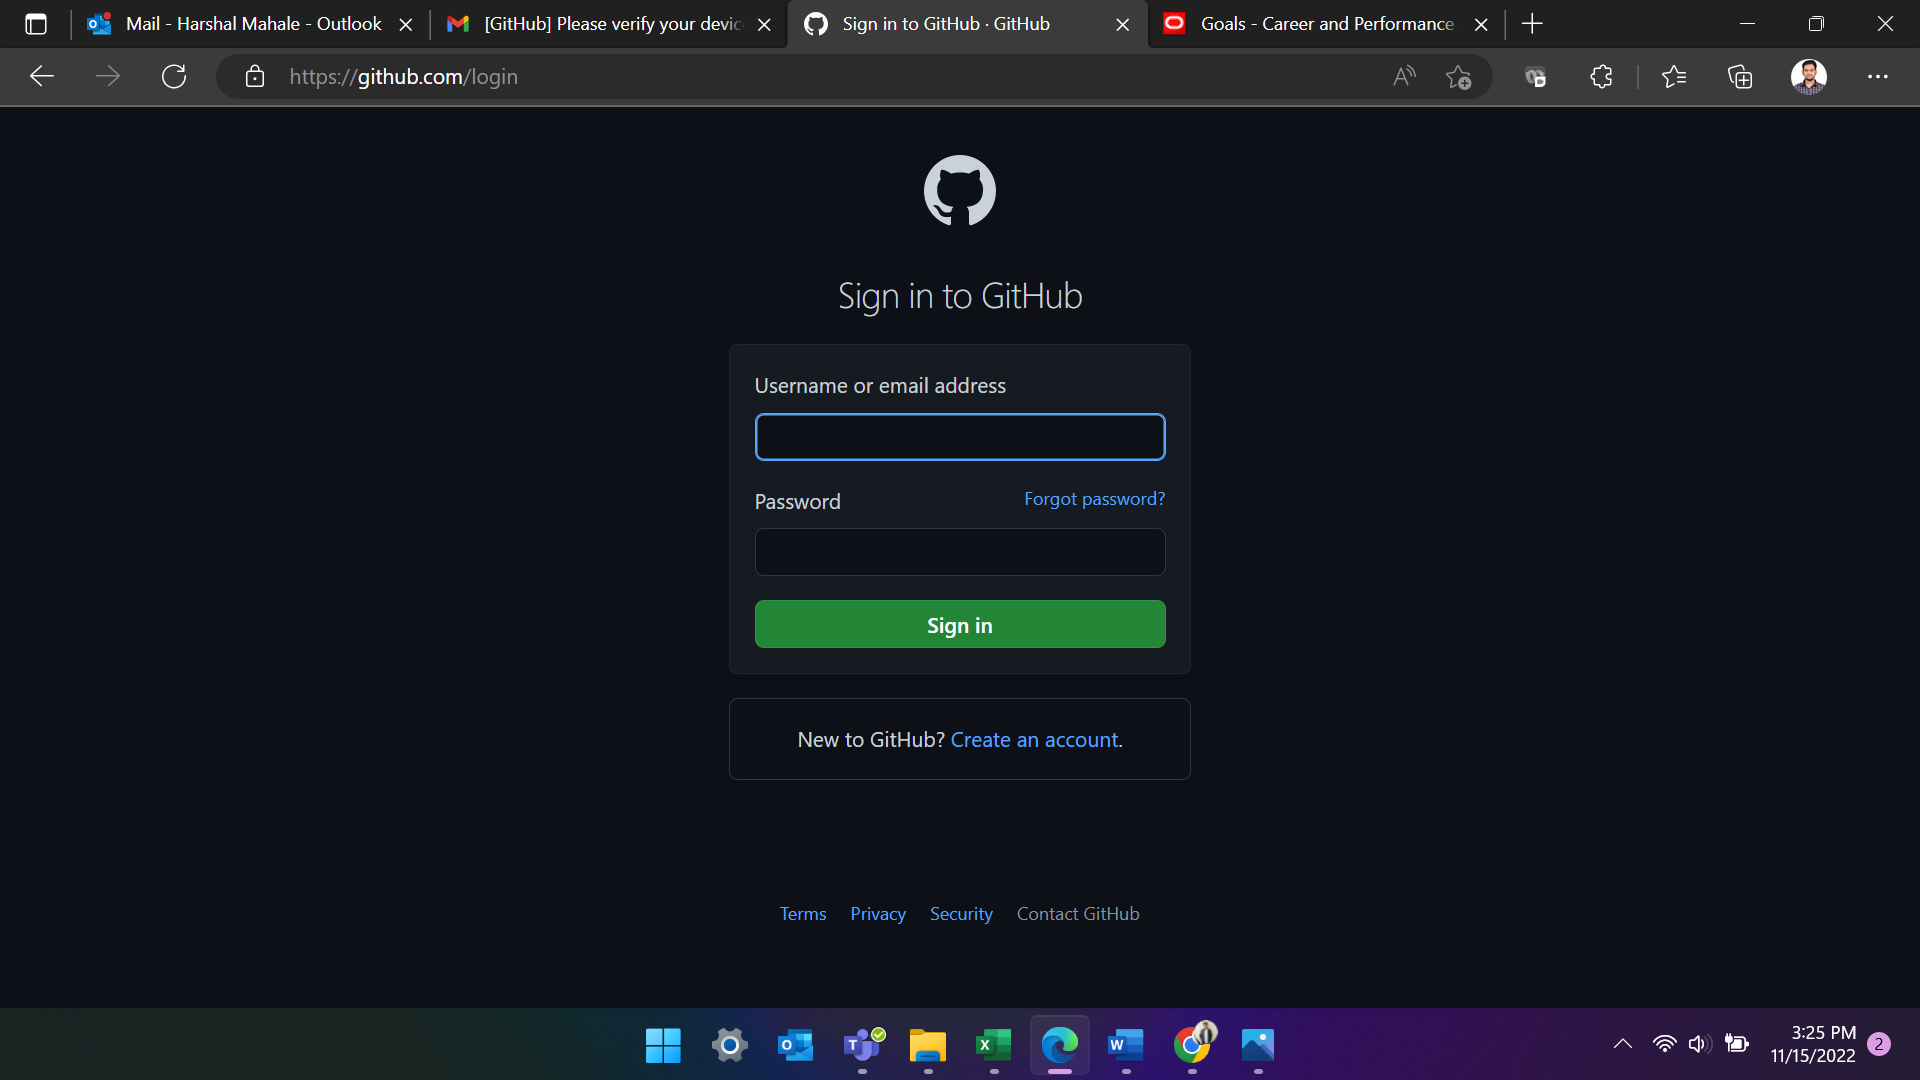 Mail - Harshal Mahale - Outlook
[GitHub] Please verify your devic
Sign in to GitHub · GitHub
Goals - Career and Performance
https://github.com/login
Sign in to GitHub
Username or email address
Password
Forgot password?
Sign in
New to GitHub? Create an account.
Terms
Privacy
Security
Contact GitHub
3:25 PM
11/15/2022
2